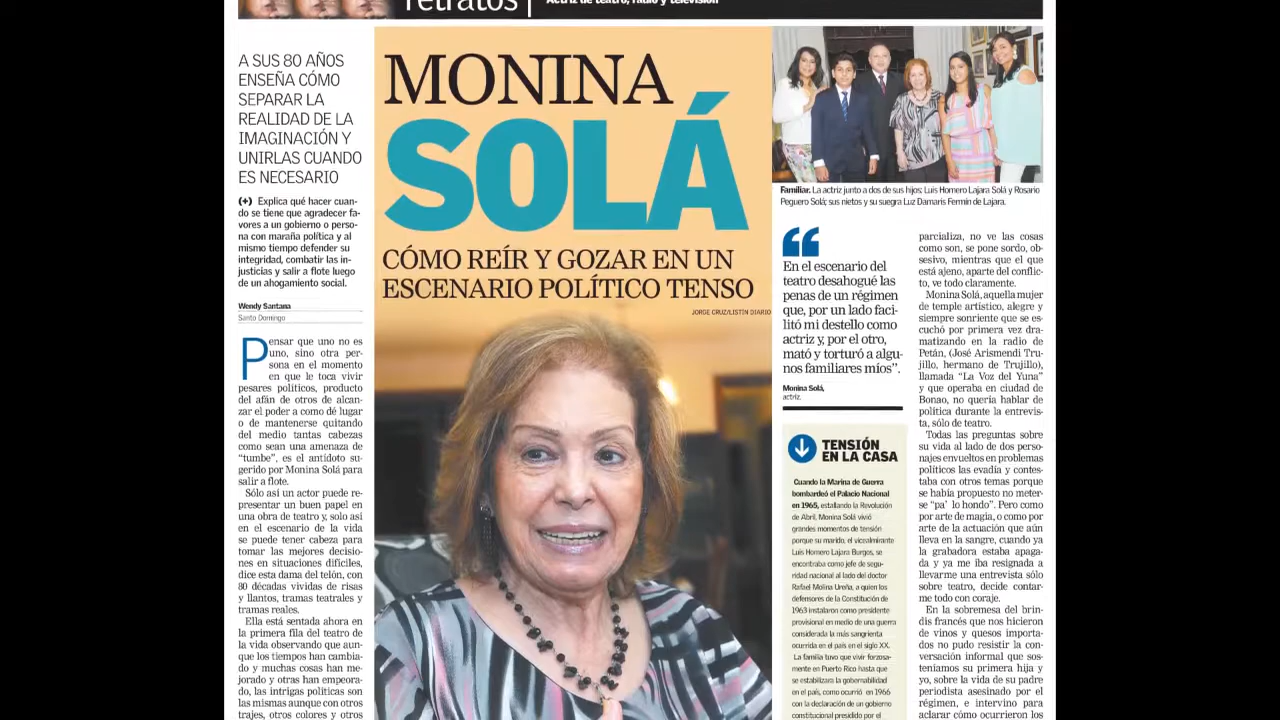 retratos
Actriz de teatro, radio y televisión
A SUS 80 AÑOS
ENSEÑA CÓMO
SEPARAR LA
REALIDAD DE LA
IMAGINACIÓN Y
UNIRLAS CUANDO
ES NECESARIO
(+) Explica qué hacer cuan-
do se tiene que agradecer fa-
vores a un gobierno o perso-
na con maraña política y al
mismo tiempo defender su
integridad, combatir las in-
justicias y salir a flote luego
de un ahogamiento social.
Wendy Santana
Santo Domingo
Pensar que uno no es
uno, sino otra per-
sona en el momento
en que le toca vivir
pesares políticos, producto
del afán de otros de alcan-
zar el poder a como dé lugar
o de mantenerse quitando
del medio tantas cabezas
como sean una amenaza de
“tumbe”, es el antídoto su-
gerido por Monina Solá para
salir a flote.
Sólo así un actor puede re-
presentar un buen papel en
una obra de teatro y, solo así
en el escenario de la vida
se puede tener cabeza para
tomar las mejores decisio-
nes en situaciones difíciles,
dice esta dama del telón, con
80 décadas vividas de risas
y llantos, tramas teatrales y
tramas reales.
Ella está sentada ahora en
la primera fila del teatro de
la vida observando que aun-
que los tiempos han cambia-
do y muchas cosas han me-
jorado y otras han empeora-
do, las intrigas políticas son
las mismas aunque con otros
trajes, otros colores y otros
MONINA
SOLÁ
CÓMO REÍR Y GOZAR EN UN
ESCENARIO POLÍTICO TENSO
JORGE CRUZ/LISTÍN DIARIO
Familiar. La actriz junto a dos de sus hijos: Luis Homero Lajara Solá y Rosario
Peguero Solá; sus nietos y su suegra Luz Damaris Fermín de Lajara.
“
En el escenario del
teatro desahogué las
penas de un régimen
que, por un lado faci-
litó mi destello como
actriz y, por el otro,
mató y torturó a algu-
nos familiares míos”.
Monina Solá,
actriz.
TENSIÓN
EN LA CASA
Cuando la Marina de Guerra
bombardeó el Palacio Nacional
en 1965, estallando la Revolución
de Abril, Monina Solá vivió
grandes momentos de tensión
porque su marido, el vicealmirante
Luis Homero Lajara Burgos, se
encontraba como jefe de segu-
ridad nacional al lado del doctor
Rafael Molina Ureña, a quien los
defensores de la Constitución de
1963 instalaron como presidente
provisional en medio de una guerra
considerada la más sangrienta
ocurrida en el país en el siglo XX.
La familia tuvo que vivir forzosa-
mente en Puerto Rico hasta que
se estabilizara la gobernabilidad
en el país, como ocurrió en 1966
con la declaración de un gobierno
constitucional presidido por el
parcializa, no ve las cosas
como son, se pone sordo, ob-
sesivo, mientras que el que
está ajeno, aparte del conflic-
to, ve todo claramente.
Monina Solá, aquella mujer
de temple artístico, alegre y
siempre sonriente que se es-
cuchó por primera vez dra-
matizando en la radio de
Petán, (José Arismendi Tru-
jillo, hermano de Trujillo),
llamada “La Voz del Yuna”
y que operaba en ciudad de
Bonao, no quería hablar de
política durante la entrevis-
ta, sólo de teatro.
Todas las preguntas sobre
su vida al lado de dos perso-
najes envueltos en problemas
políticos las evadía y contes-
taba con otros temas porque
se había propuesto no meter-
se “pa’ lo hondo”. Pero como
por arte de magia, o como por
arte de la actuación que aún
lleva en la sangre, cuando ya
la grabadora estaba apaga-
da y ya me iba resignada a
llevarme una entrevista sólo
sobre teatro, decide contar-
me todo con coraje.
En la sobremesa del brin-
dis francés que nos hicieron
de vinos y quesos importa-
dos no pudo resistir la con-
versación informal que sos-
teníamos su primera hija y
yo, sobre la vida de su padre
periodista asesinado por el
régimen, e intervino para
aclarar cómo ocurrieron los